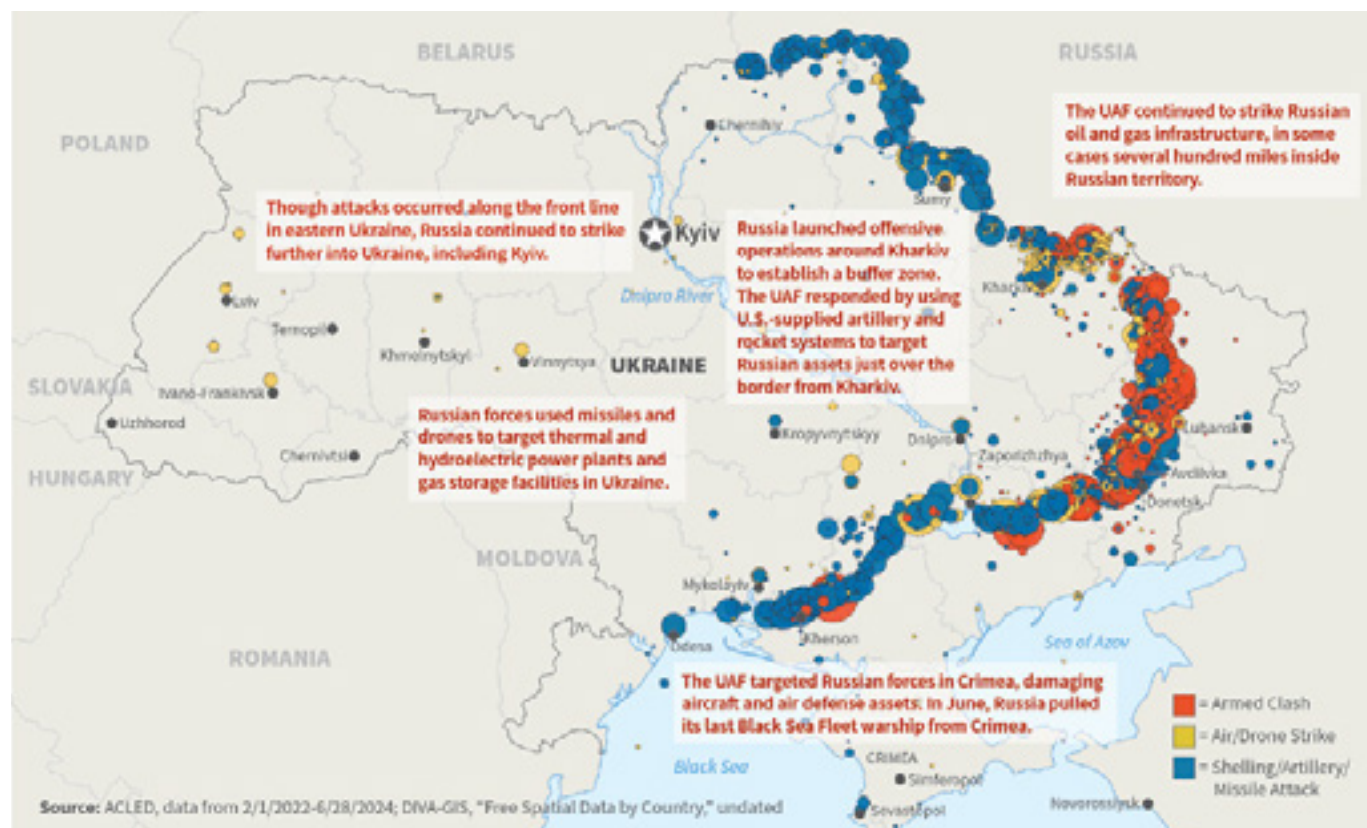 BELARUS
RUSSIA
POLAND
The UAF continued to strike Russian
oil and gas infrastructure, in some
cases several hundred miles inside
Russian territory.
Chernihiv
Sumy
Though attacks occurred along the front line
in eastern Ukraine, Russia continued to strike
further into Ukraine, including Kyiv.
Kyiv
Russia launched offensive
operations around Kharkiv
to establish a buffer zone.
The UAF responded by using
U.S.-supplied artillery and
rocket systems to target
Russian assets just over the
border from Kharkiv.
Kharkiv
Dnipro River
Lviv
Ternopil
Khmelnytskyi
Vinnytsya
UKRAINE
SLOVAKIA
Ivano-Frankivsk
Uzhhorod
Chernivtsi
HUNGARY
Russian forces used missiles and
drones to target thermal and
hydroelectric power plants and
gas storage facilities in Ukraine.
Kropyvnytskyy
Dnipro
Zaporizhzhya
Luhansk
Avdiivka
Donetsk
MOLDOVA
Mykolayiv
Kherson
Odesa
ROMANIA
Sea of Azov
The UAF targeted Russian forces in Crimea, damaging
aircraft and air defense assets. In June, Russia pulled
its last Black Sea Fleet warship from Crimea.
= Armed Clash
= Air/Drone Strike
= Shelling/Artillery/
Missile Attack
Black Sea
CRIMEA
Simferopol
Sevastopol
Novorossiysk
Source: ACLED, data from 2/1/2022-6/28/2024; DIVA-GIS, "Free Spatial Data by Country," undated